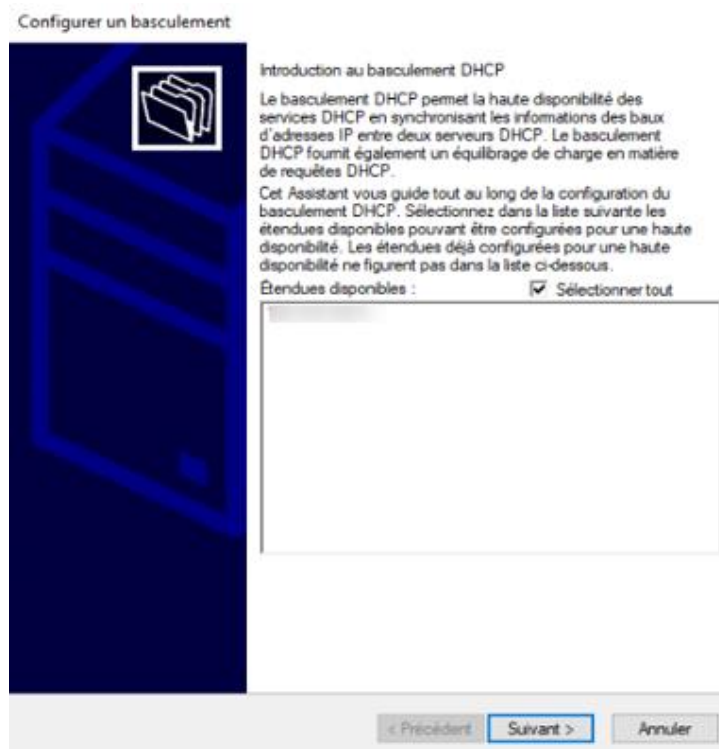 Configurer un basculement
Introduction au basculement DHCP
Le basculement DHCP permet la haute disponibilité des
services DHCP en synchronisant les informations des baux
d'adresses IP entre deux serveurs DHCP. Le basculement
DHCP fournit également un équilibrage de charge en matière
de requêtes DHCP.
Cet Assistant vous guide tout au long de la configuration du
basculement DHCP. Sélectionnez dans la liste suivante les
étendues disponibles pouvant être configurées pour une haute
disponibilité. Les étendues déjà configurées pour une haute
disponibilité ne figurent pas dans la liste ci-dessous.
Étendues disponibles : Sélectionner tout
< Précédent Suivant > Annuler